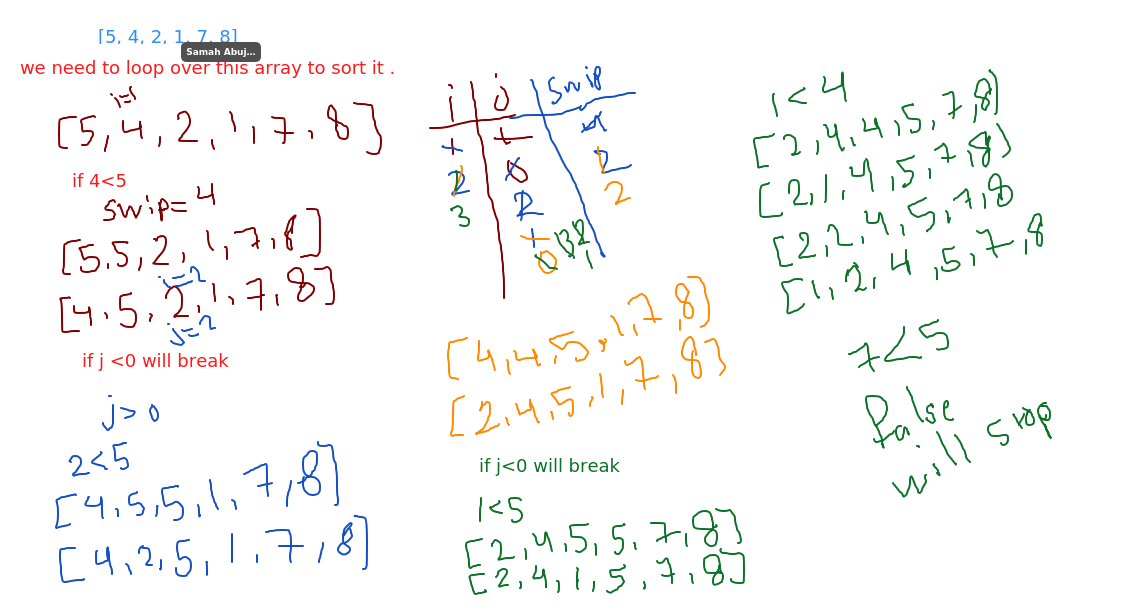 [5, 4, 2, 1, 7, 8]
Samah Abuj...
we need to loop over this array to sort it .
i=1
[5, 4, 2, 1, 7, 8]
if 4<5
swip= 4
[5,5,2, 1,7,8]
i=2
[4,5,2,1,7,8]
j=2
if j <0 will break
j> 0
2<5
[4,5,5,1,7,8]
[4,2,5,1,7,8]
i j swip
1 1 4
2 0 2
3 2 2
1
0
3 2
1
[4,4,5,1,7,8]
[2,4,5,1,7,8]
if j<0 will break
1<5
[2,4,5,5,7,8]
[2,4,1,5,7,8]
1<4
[2,4,4,5,7,8]
[2,1,4,5,7,8]
[2,2,4,5,7,8
[1,2,4,5,7,8
7<5
false
will stop